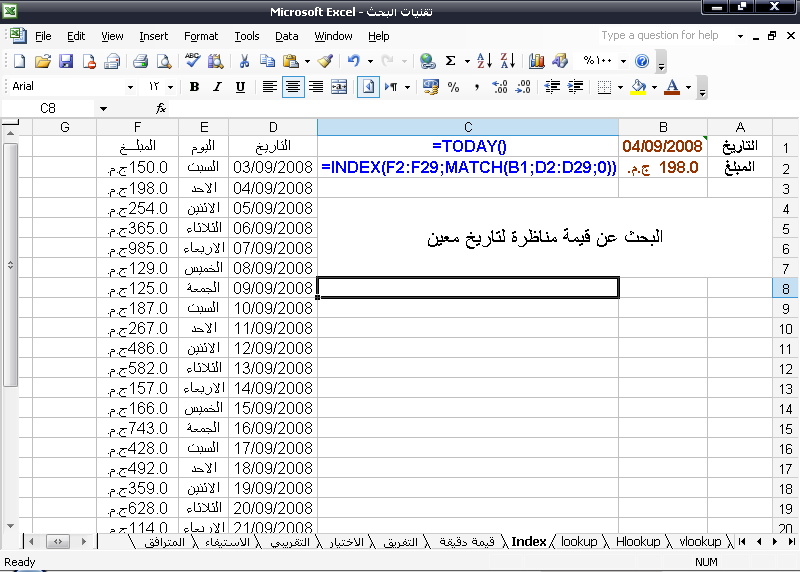 Microsoft Excel - تقنيات البحث
File Edit View Insert Format Tools Data Window Help Type a question for help
Σ %١٠٠
Arial ١٢ B I U
C8 fx
G F E D C B A
المبلـــغ اليوم التاريخ =TODAY() 04/09/2008 التاريخ 1
150.0ج.م. السبت 03/09/2008 =INDEX(F2:F29;MATCH(B1;D2:D29;0)) 198.0 ج.م. المبلغ 2
198.0ج.م. الاحد 04/09/2008 3
254.0ج.م. الاثنين 05/09/2008 4
365.0ج.م. الثلاثاء 06/09/2008 البحث عن قيمة مناظرة لتاريخ معين 5
985.0ج.م. الاربعاء 07/09/2008 6
129.0ج.م. الخميس 08/09/2008 7
125.0ج.م. الجمعة 09/09/2008 8
187.0ج.م. السبت 10/09/2008 9
267.0ج.م. الاحد 11/09/2008 10
486.0ج.م. الاثنين 12/09/2008 11
582.0ج.م. الثلاثاء 13/09/2008 12
157.0ج.م. الاربعاء 14/09/2008 13
166.0ج.م. الخميس 15/09/2008 14
743.0ج.م. الجمعة 16/09/2008 15
428.0ج.م. السبت 17/09/2008 16
492.0ج.م. الاحد 18/09/2008 17
359.0ج.م. الاثنين 19/09/2008 18
628.0ج.م. الثلاثاء 20/09/2008 19
114.0ج.م. الاربعاء 21/09/2008 20
المترافق الاستيفاء التقريبي الاختيار التفريق قيمة دقيقة Index lookup Hlookup vlookup
Ready NUM